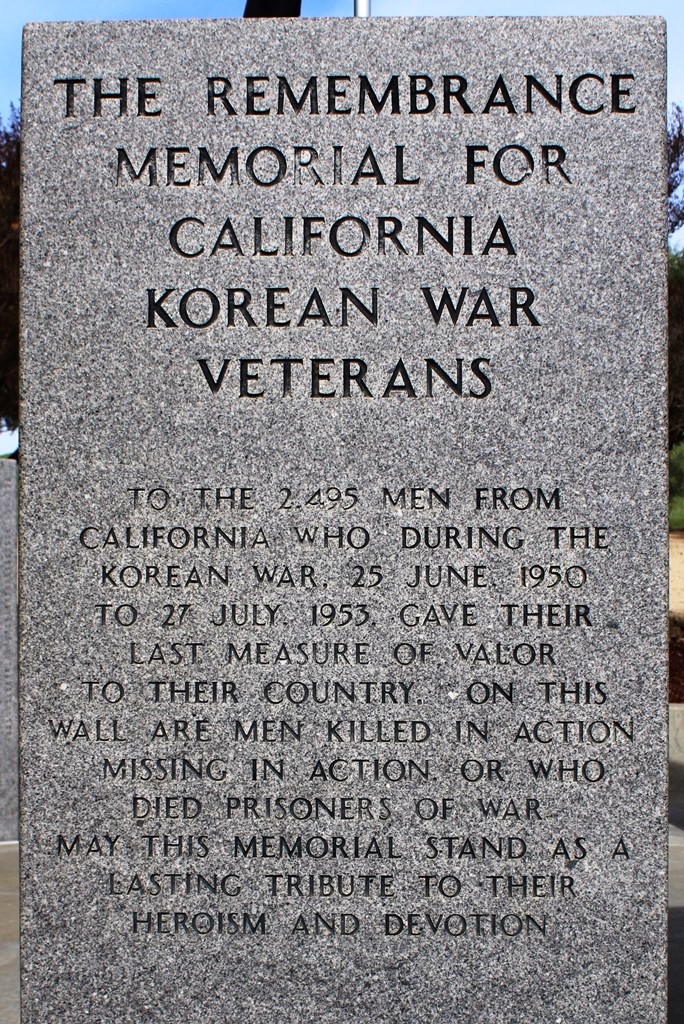 THE REMEMBRANCE
MEMORIAL FOR
CALIFORNIA
KOREAN WAR
VETERANS
TO THE 2,495 MEN FROM
CALIFORNIA WHO DURING THE
KOREAN WAR, 25 JUNE, 1950
TO 27 JULY, 1953, GAVE THEIR
LAST MEASURE OF VALOR
TO THEIR COUNTRY. ON THIS
WALL ARE MEN KILLED IN ACTION
MISSING IN ACTION, OR WHO
DIED PRISONERS OF WAR.
MAY THIS MEMORIAL STAND AS A
LASTING TRIBUTE TO THEIR
HEROISM AND DEVOTION